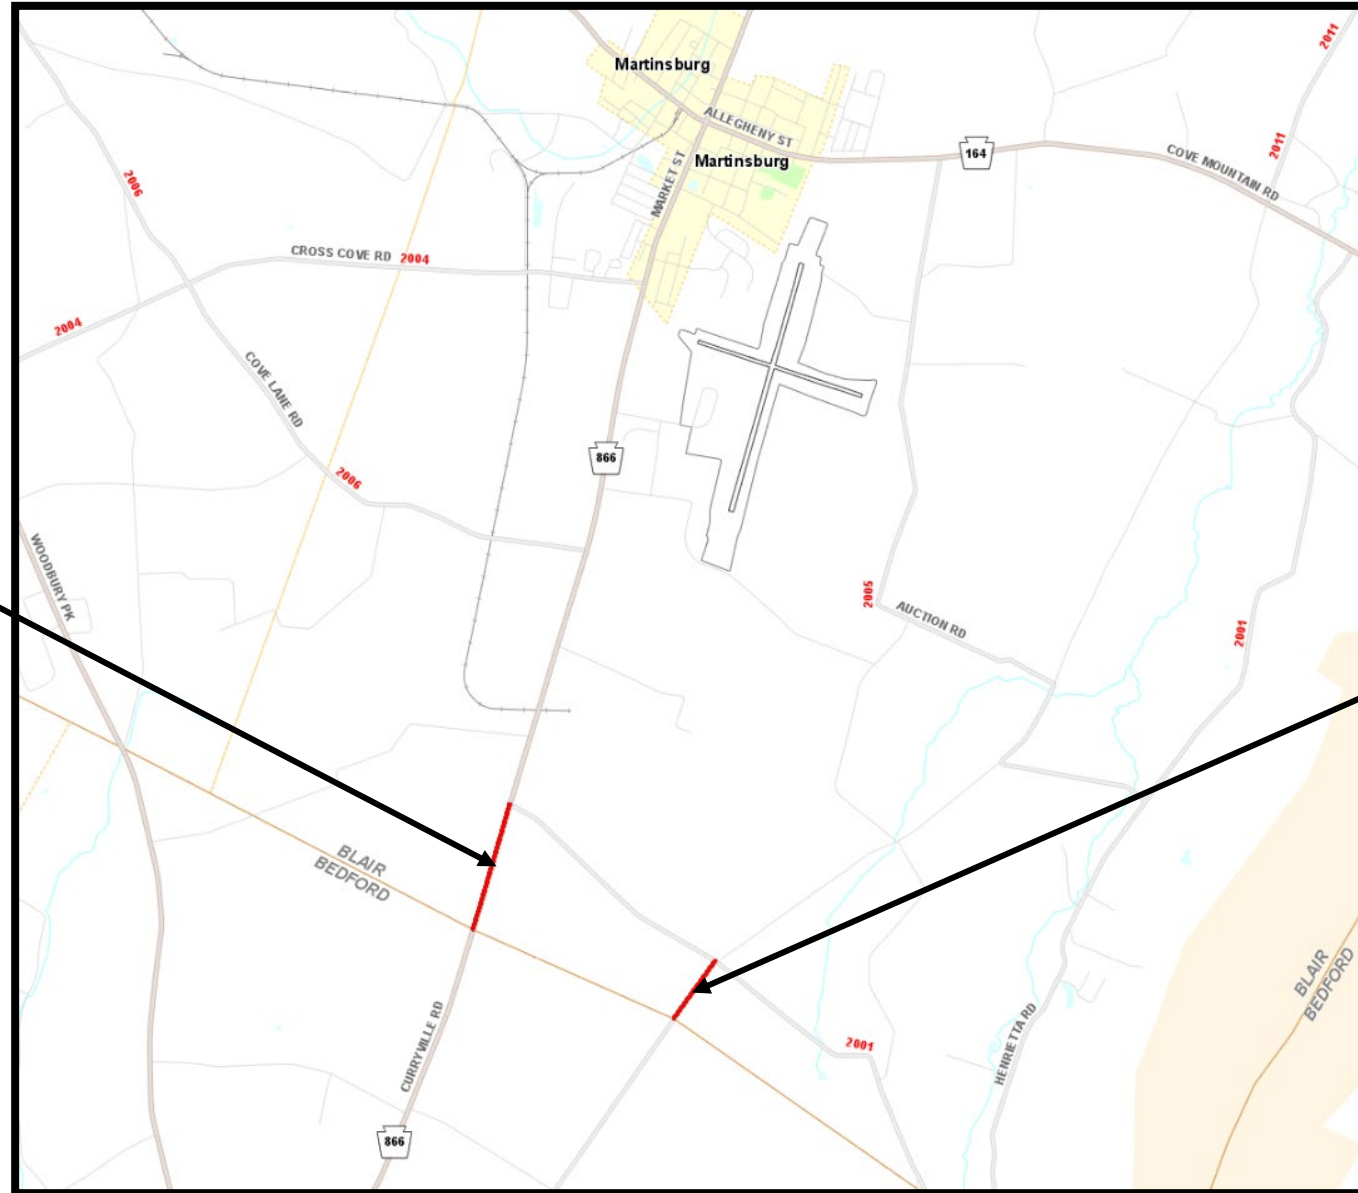 2011
Martinsburg
ALLEGHENY ST
2011
164
COVE MOUNTAIN RD
Martinsburg
MARKET ST
2006
CROSS COVE RD 2004
2004
COVE LANE RD
866
2006
WOODBURY PK
2005
AUCTION RD
2001
BLAIR
BEDFORD
BLAIR
BEDFORD
CURRYVILLE RD
HENRIETTA RD
2001
866